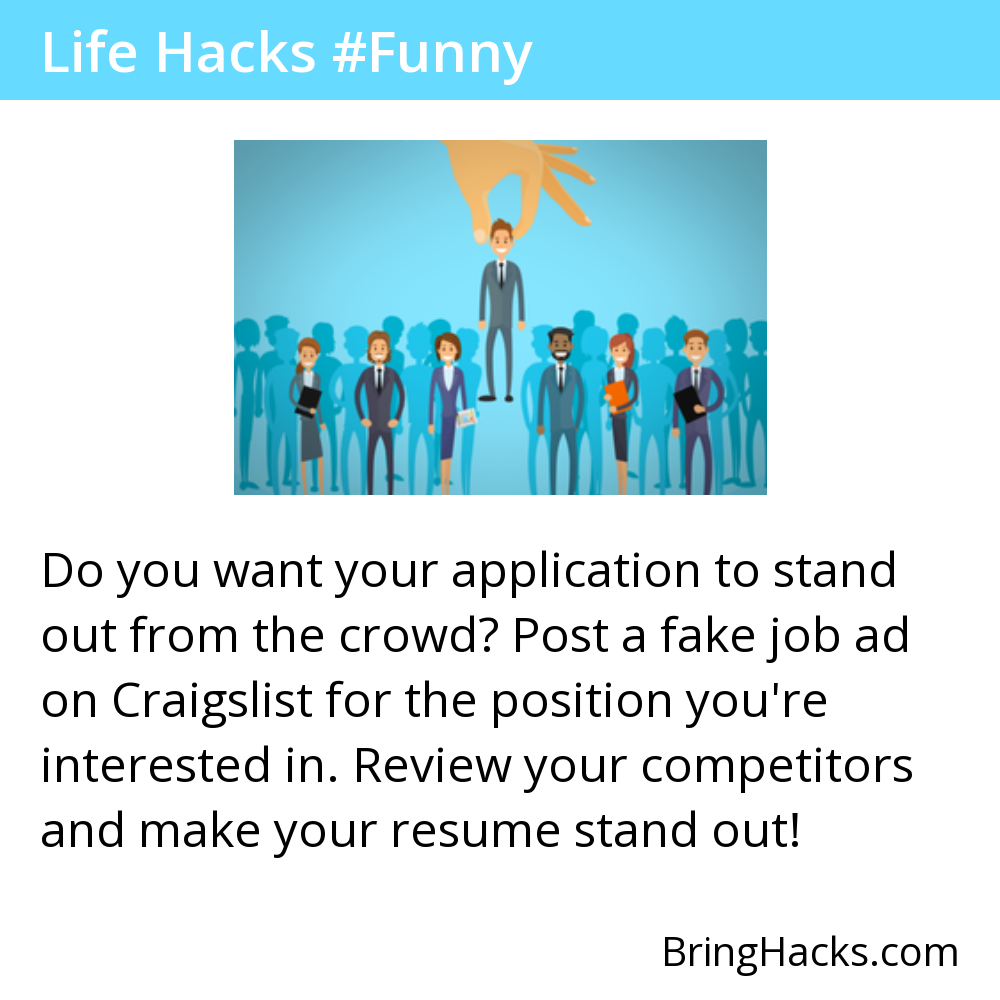 Life Hacks #Funny
Do you want your application to stand
out from the crowd? Post a fake job ad
on Craigslist for the position you're
interested in. Review your competitors
and make your resume stand out!
BringHacks.com